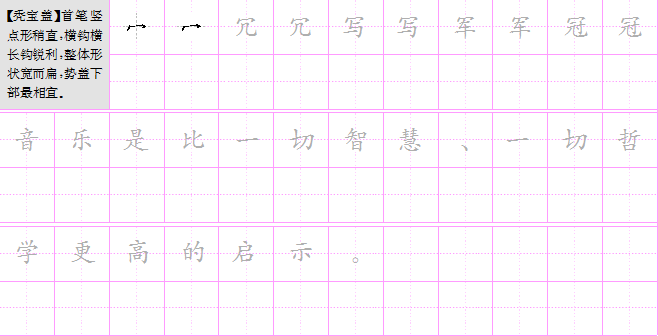 【秃宝盖】首笔竖
点形稍直,横钩横
长钩锐利,整体形
状宽而扁,势盖下
部最相宜。
冖冖冗冗写写军军冠冠
音乐是比一切智慧、一切哲
学更高的启示。